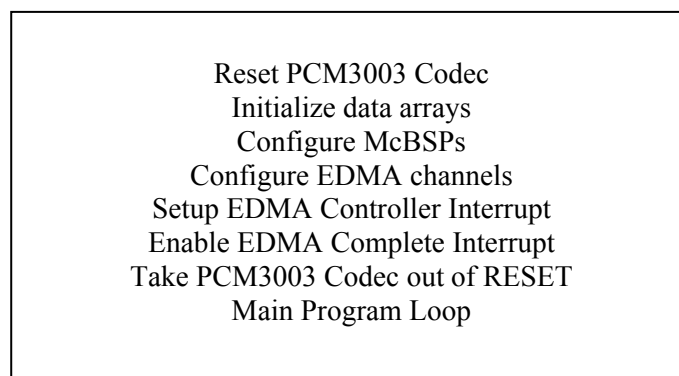 Reset PCM3003 Codec
Initialize data arrays
Configure McBSPs
Configure EDMA channels
Setup EDMA Controller Interrupt
Enable EDMA Complete Interrupt
Take PCM3003 Codec out of RESET
Main Program Loop